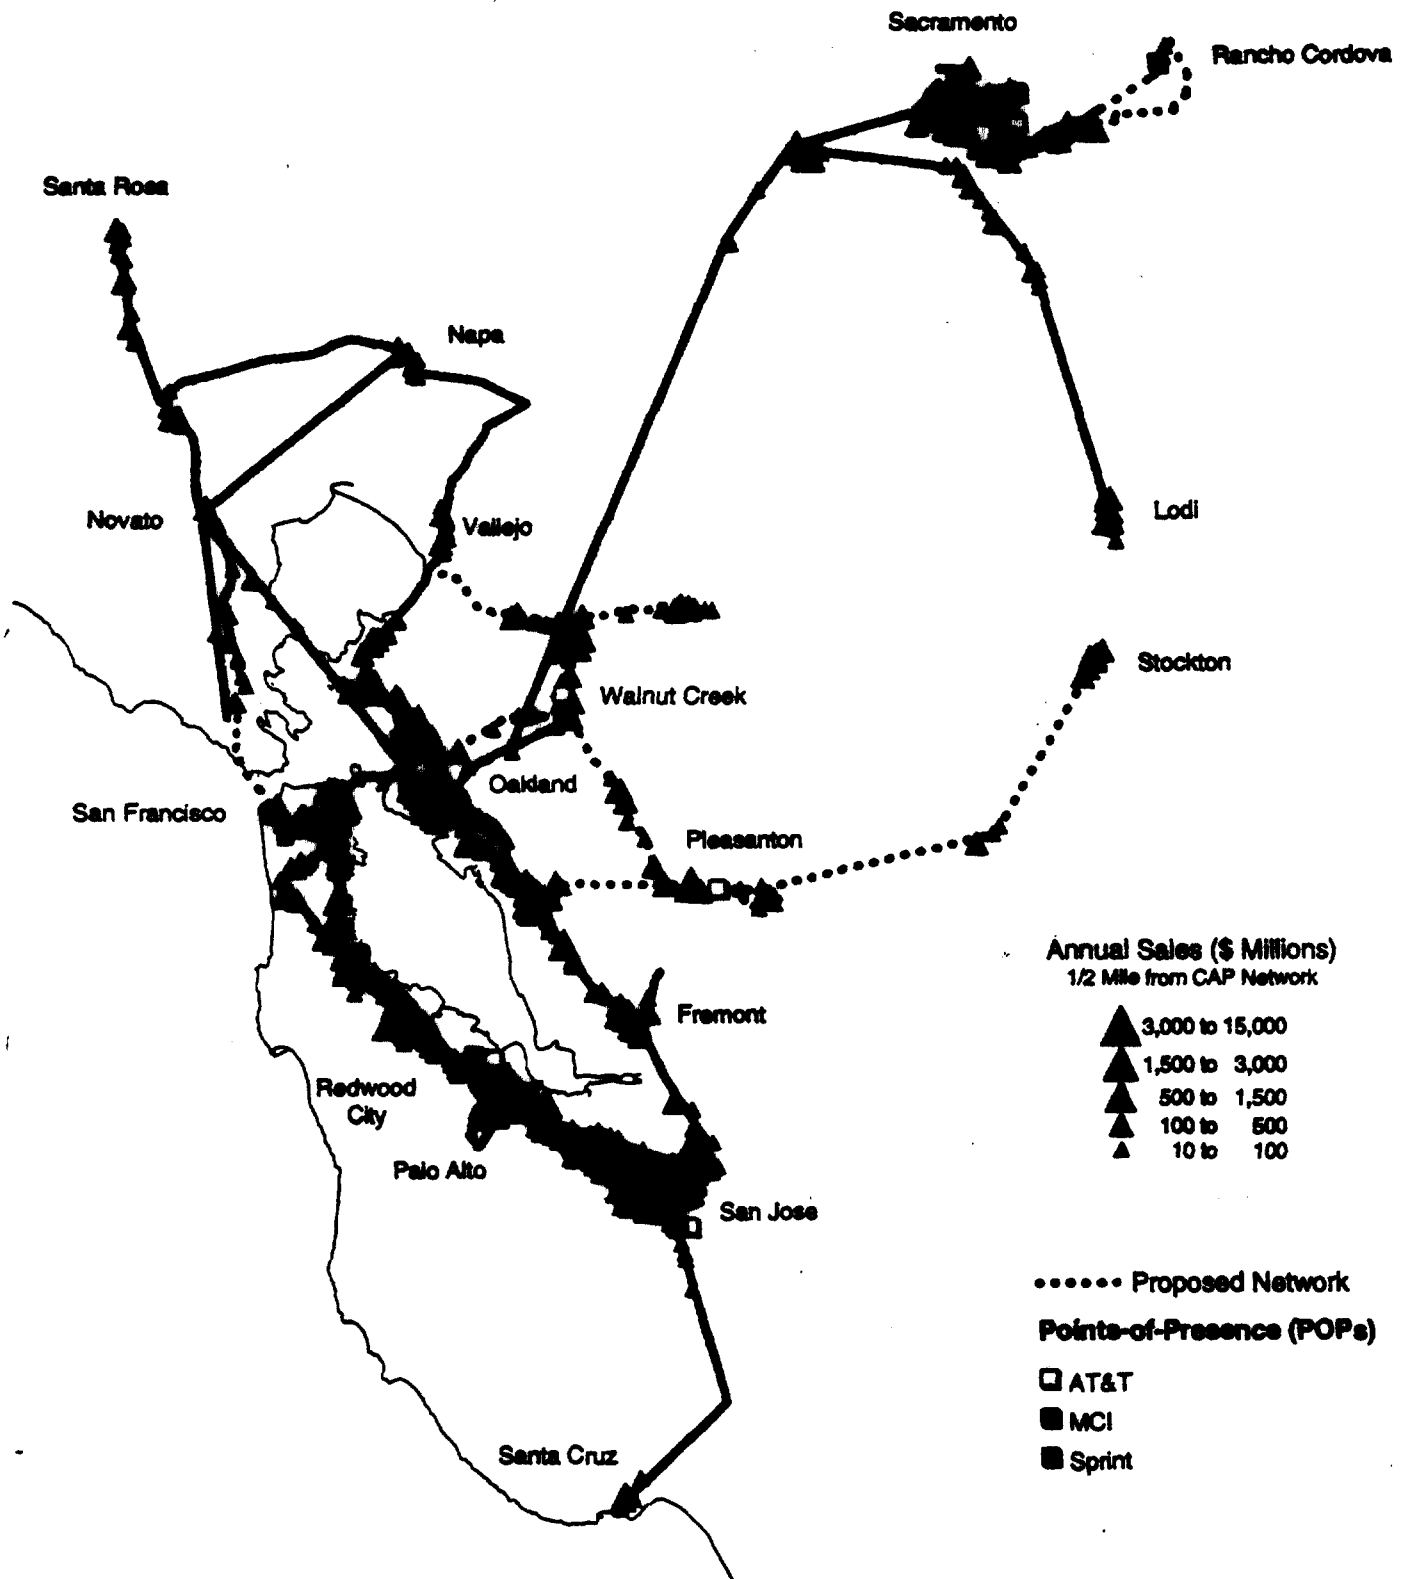 Sacramento
Rancho Cordova
Santa Rosa
Napa
Novato
Vallejo
Lodi
Stockton
Walnut Creek
Oakland
San Francisco
Pleasanton
Annual Sales ($ Millions)
1/2 Mile from CAP Network
3,000 to 15,000
1,500 to 3,000
500 to 1,500
100 to 500
10 to 100
Fremont
Redwood
City
Palo Alto
San Jose
Proposed Network
Points-of-Presence (POPs)
AT&T
MCI
Sprint
Santa Cruz